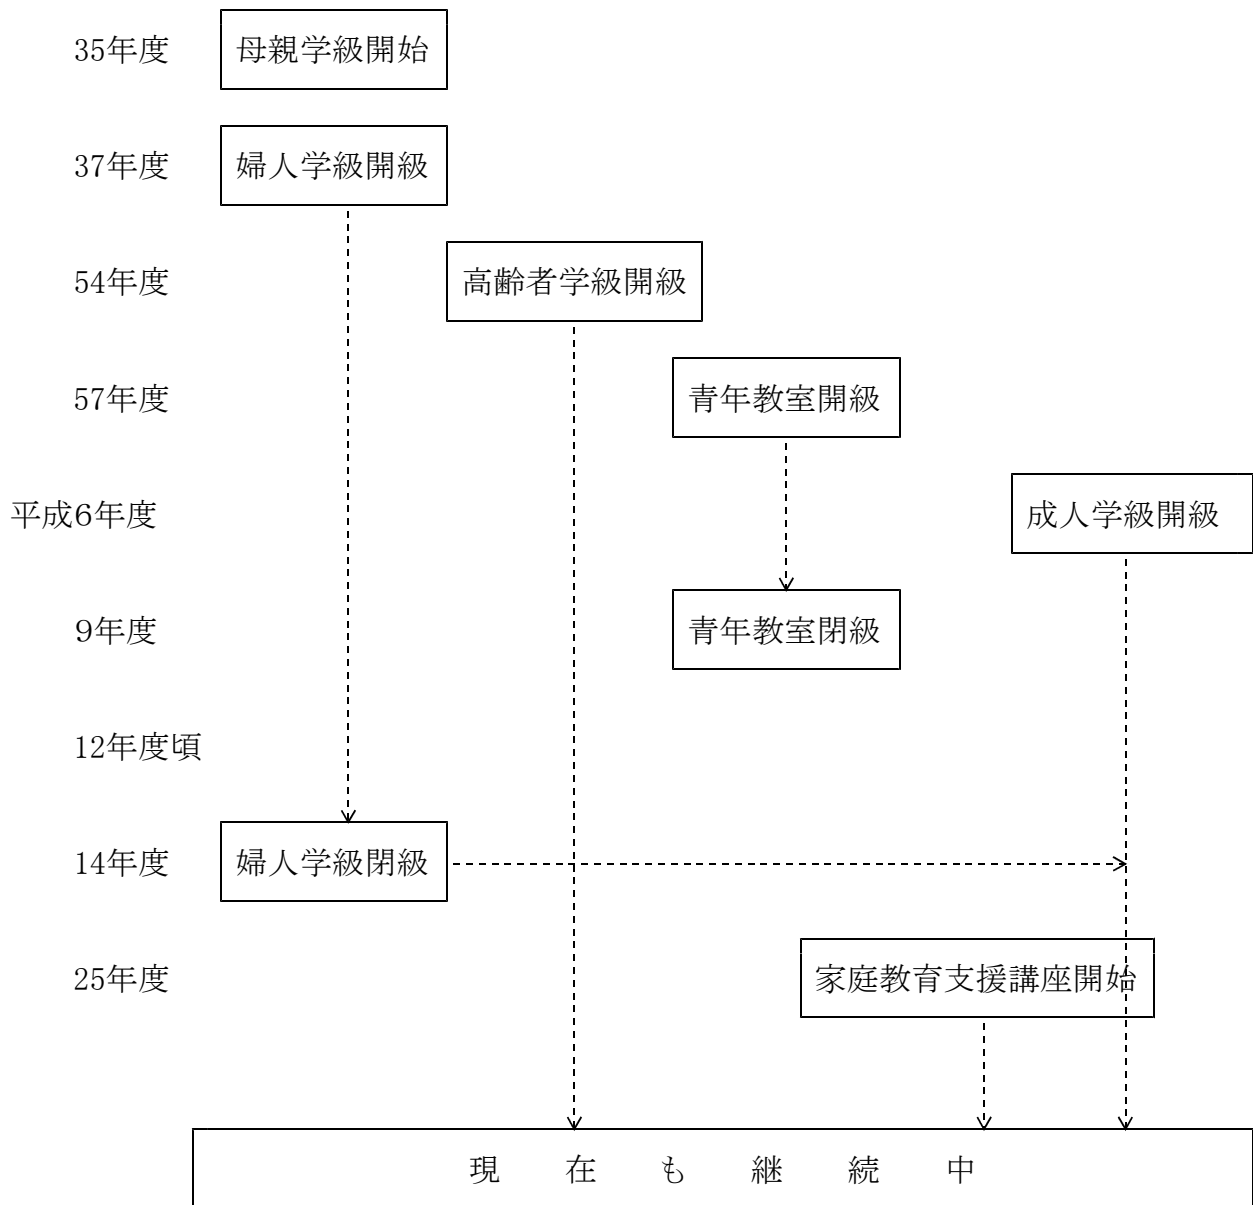 35年度 母親学級開始
37年度 婦人学級開級
54年度 高齢者学級開級
57年度 青年教室開級
平成6年度 成人学級開級
9年度 青年教室閉級
12年度頃
14年度 婦人学級閉級
25年度 家庭教育支援講座開始
現在も継続中